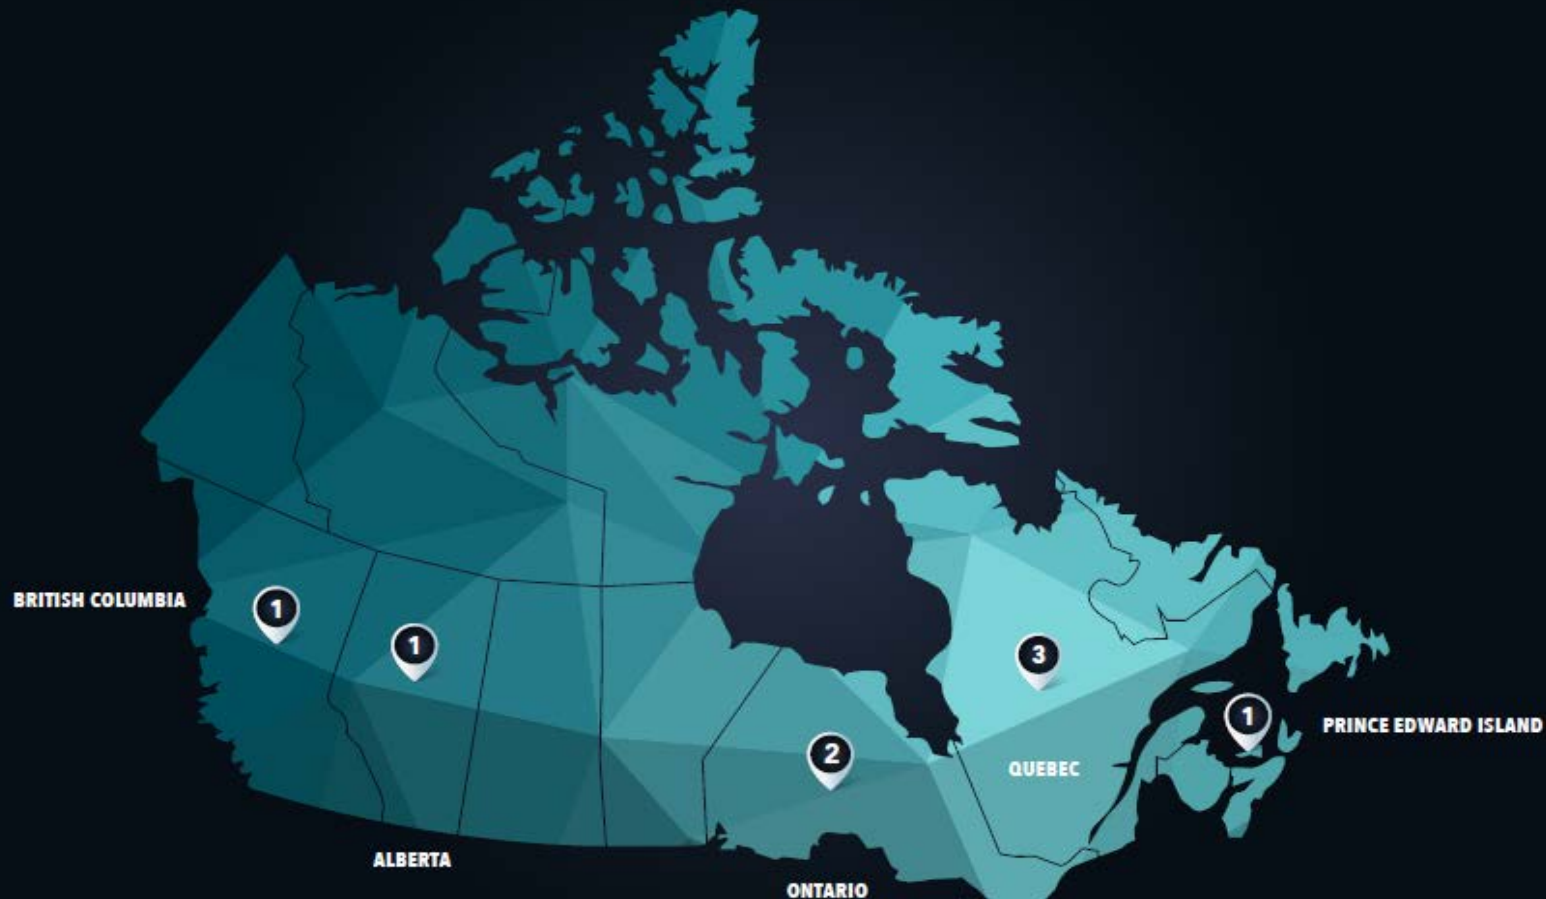 BRITISH COLUMBIA
1
1
3
1
PRINCE EDWARD ISLAND
2
QUEBEC
ALBERTA
ONTARIO